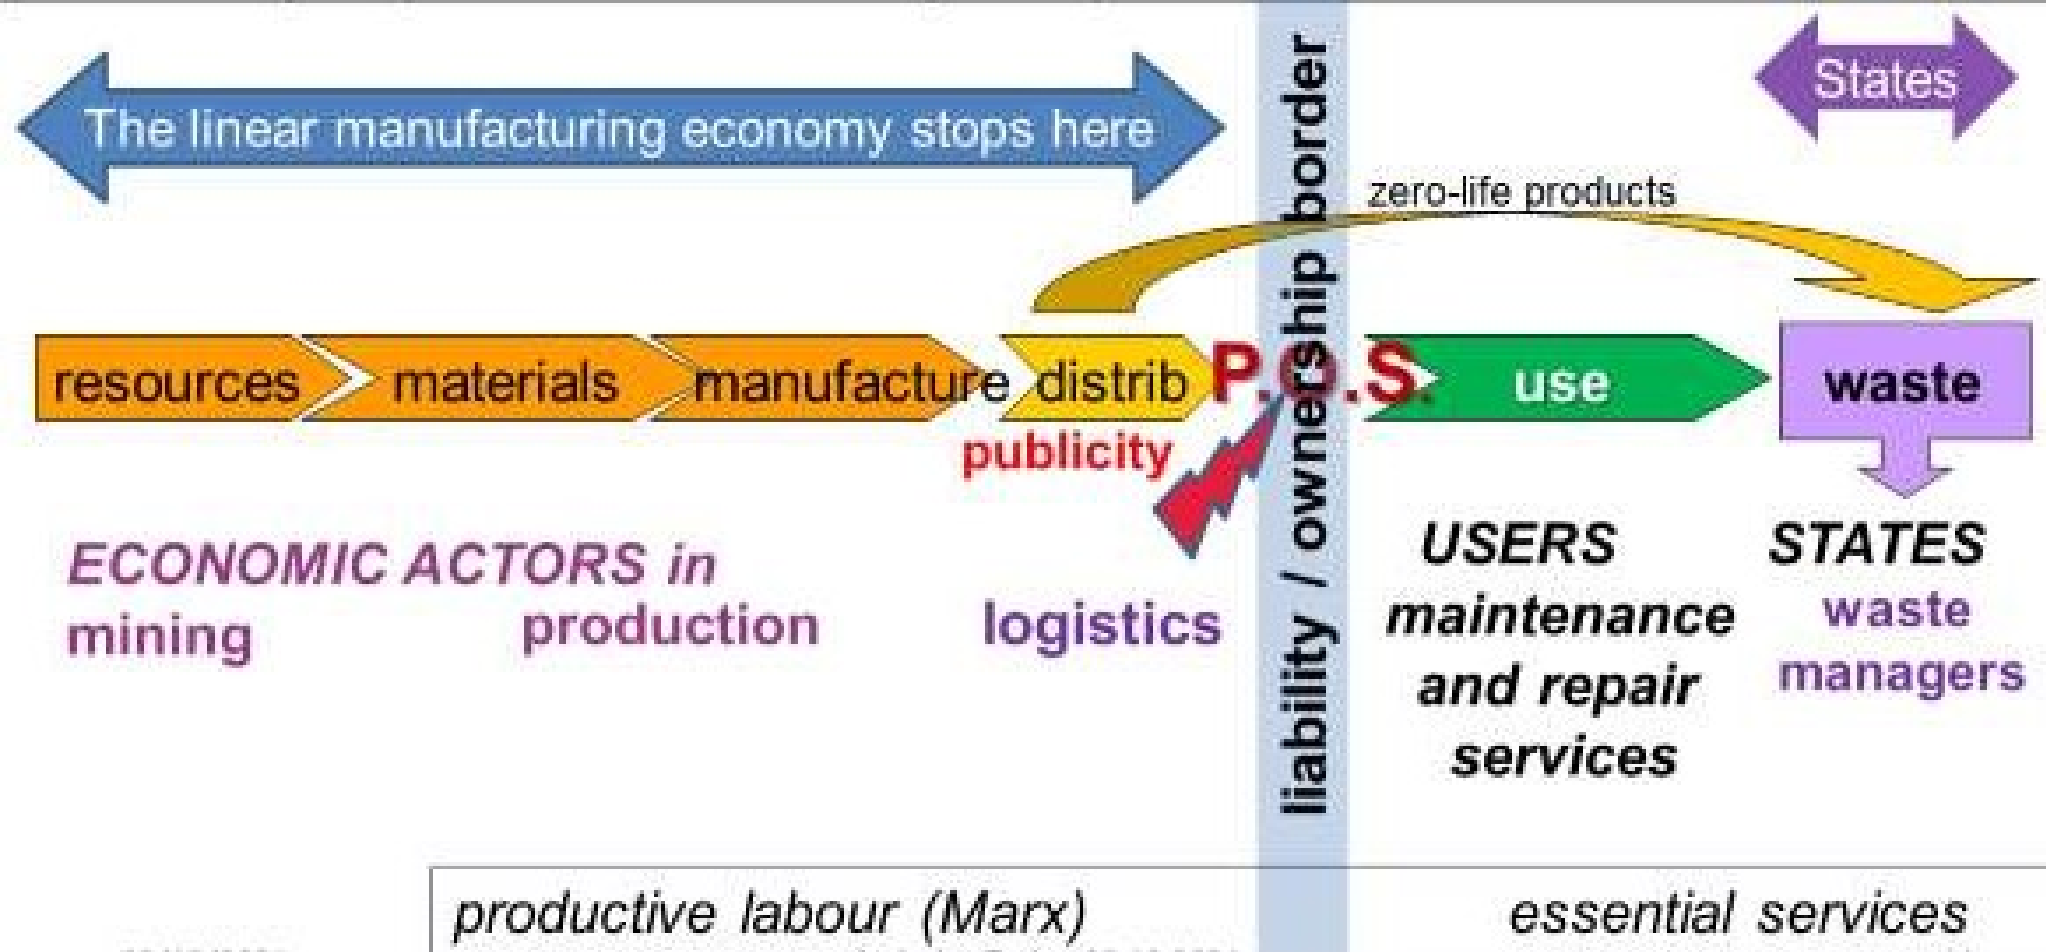 States
The linear manufacturing economy stops here
liability / ownership border
zero-life products
resources
materials
manufacture
distrib
P.O.S.
use
waste
publicity
ECONOMIC ACTORS in
mining
production
logistics
USERS
maintenance
and repair
services
STATES
waste
managers
productive labour (Marx)
essential services